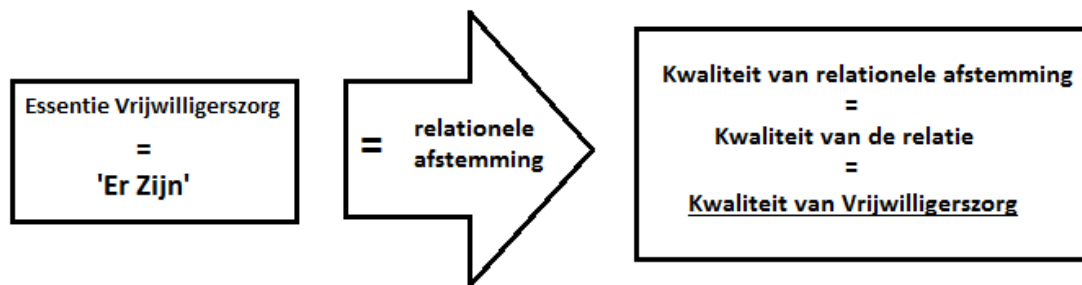 Essentie Vrijwilligerszorg
=
'Er Zijn'
= relationele
afstemming
Kwaliteit van relationele afstemming
=
Kwaliteit van de relatie
=
Kwaliteit van Vrijwilligerszorg